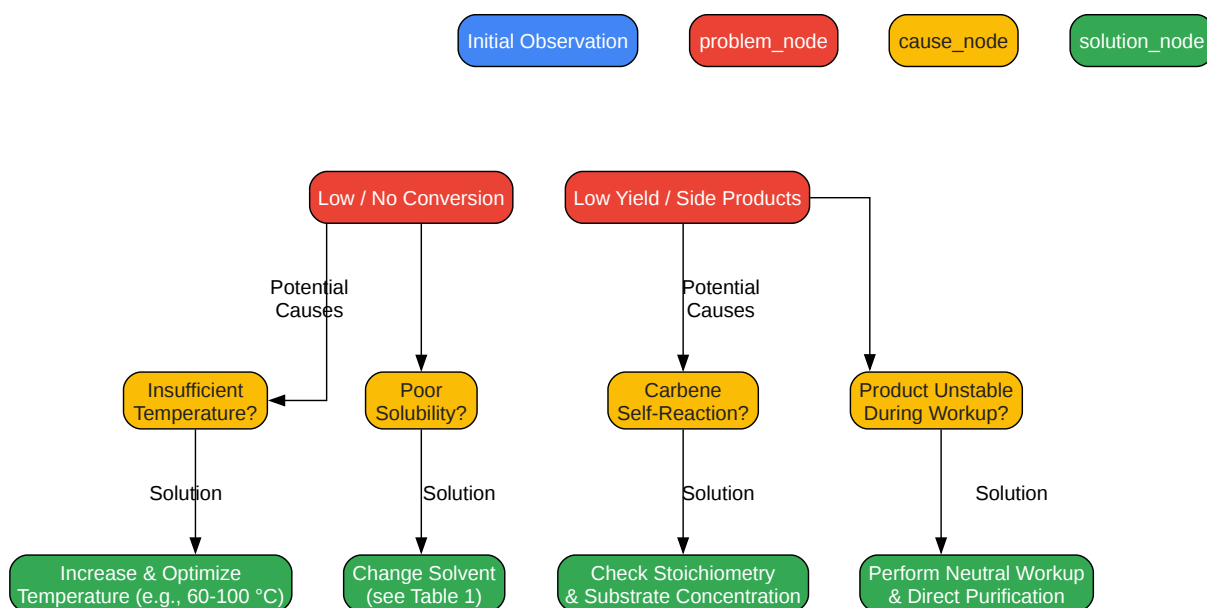 Initial Observation
problem_node
cause_node
solution_node
Low / No Conversion
Low Yield / Side Products
Potential
Causes
Potential
Causes
Insufficient
Temperature?
Poor
Solubility?
Carbene
Self-Reaction?
Product Unstable
During Workup?
Solution
Solution
Solution
Solution
Increase & Optimize
Temperature (e.g., 60-100 °C)
Change Solvent
(see Table 1)
Check Stoichiometry
& Substrate Concentration
Perform Neutral Workup
& Direct Purification